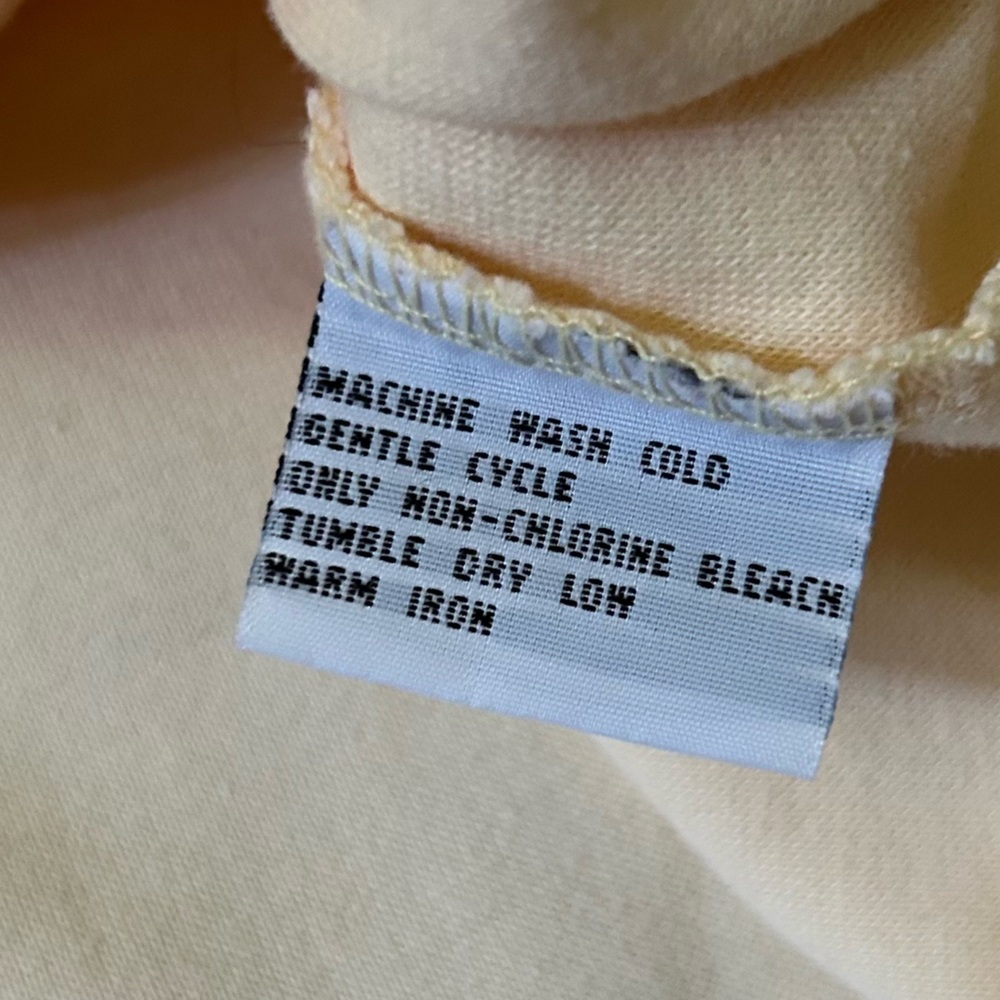 MACHINE WASH COLD
GENTLE CYCLE
ONLY NON-CHLORINE BLEACH
TUMBLE DRY LOW
WARM IRON